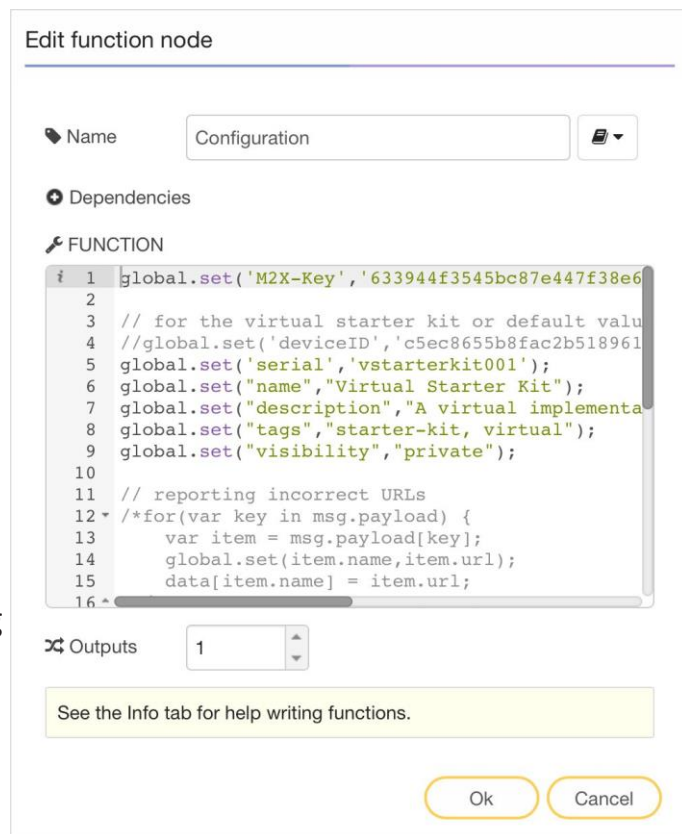 Edit function node
Name
Configuration
Dependencies
FUNCTION
i 1 global.set('M2X-Key','633944f3545bc87e447f38e6
2
3 // for the virtual starter kit or default valu
4 //global.set('deviceID','c5ec8655b8fac2b518961
5 global.set('serial','vstarterkit001');
6 global.set("name","Virtual Starter Kit");
7 global.set("description","A virtual implementa
8 global.set("tags","starter-kit, virtual");
9 global.set("visibility","private");
10
11 // reporting incorrect URLs
12 /*for(var key in msg.payload) {
13 var item = msg.payload[key];
14 global.set(item.name,item.url);
15 data[item.name] = item.url;
16
Outputs
1
See the Info tab for help writing functions.
Ok
Cancel